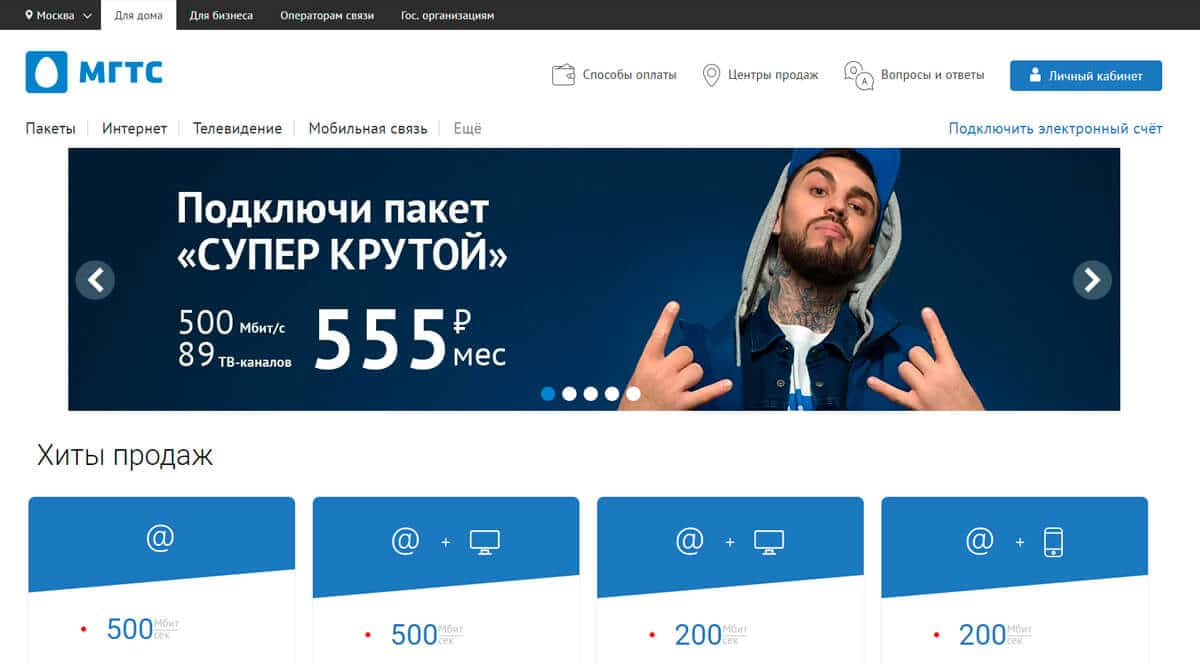 Москва
Для дома
Для бизнеса
Операторам связи
Гос. организациям
МГТС
Способы оплаты
Центры продаж
A
Вопросы и ответы
Личный кабинет
Пакеты
Интернет
Телевидение
Мобильная связь
Ещё
Подключить электронный счёт
Подключи пакет
«СУПЕР КРУТОЙ»
500 Мбит/с
89 ТВ-каналов
555 ₽
мес
Хиты продаж
@
@ +
@ +
@ +
500 Мбит
сек
500 Мбит
сек
200 Мбит
сек
200 Мбит
сек